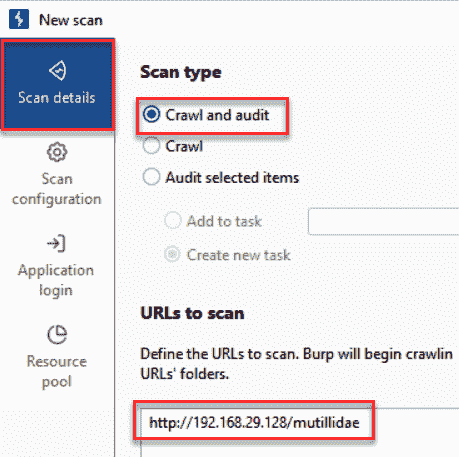 New scan
Scan details
Scan configuration
Application login
Resource pool
Scan type
Crawl and audit
Crawl
Audit selected items
Add to task
Create new task
URLs to scan
Define the URLs to scan. Burp will begin crawlin
URLs' folders.
http://192.168.29.128/mutillidae